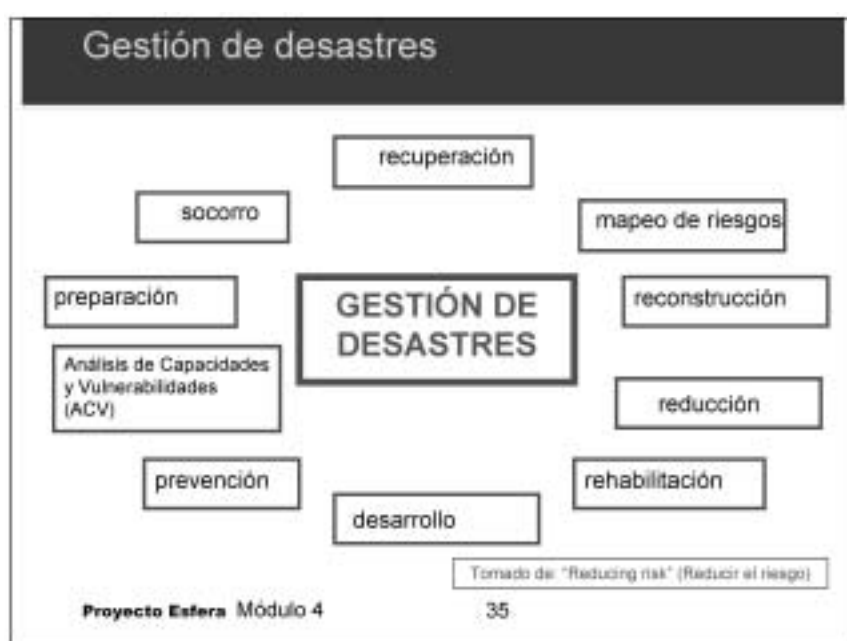 Gestión de desastres
recuperación
socorro
mapeo de riesgos
preparación
GESTIÓN DE
DESASTRES
reconstrucción
Análisis de Capacidades
y Vulnerabilidades
(ACV)
reducción
prevención
rehabilitación
desarrollo
Tomado de: "Reducing risk" (Reducir el riesgo)
Proyecto Esfera Módulo 4
35